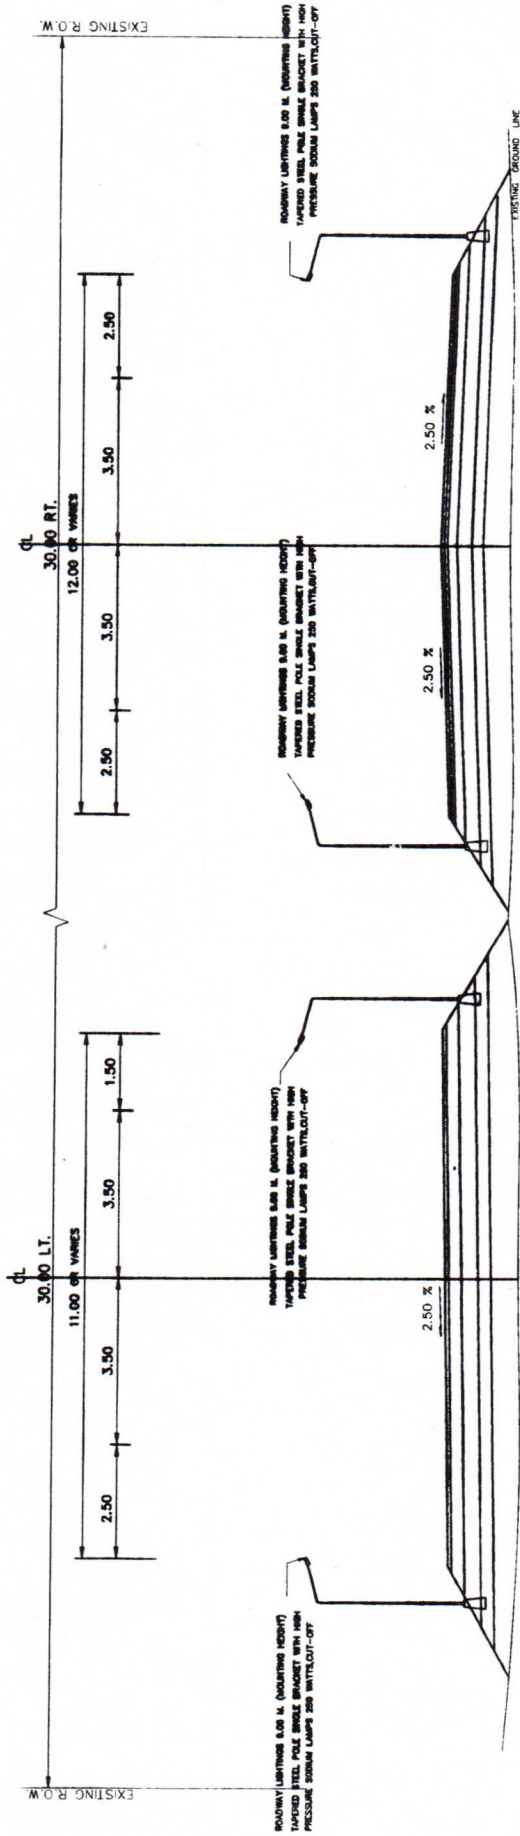 EXISTING R.O.W.
EXISTING R.O.W.
CL
30.00 LT.
11.00 OR VARIES
2.50
3.50
3.50
1.50
CL
30.00 RT.
12.00 OR VARIES
2.50
3.50
3.50
2.50
ROADWAY LIGHTINGS 9.00 M. (MOUNTING HEIGHT)
TAPERED STEEL POLE SINGLE BRACKET WITH HIGH
PRESSURE SODIUM LAMPS 250 WATTS,CUT-OFF
ROADWAY LIGHTINGS 9.00 M. (MOUNTING HEIGHT)
TAPERED STEEL POLE SINGLE BRACKET WITH HIGH
PRESSURE SODIUM LAMPS 250 WATTS,CUT-OFF
ROADWAY LIGHTINGS 9.00 M. (MOUNTING HEIGHT)
TAPERED STEEL POLE SINGLE BRACKET WITH HIGH
PRESSURE SODIUM LAMPS 250 WATTS,CUT-OFF
ROADWAY LIGHTINGS 9.00 M. (MOUNTING HEIGHT)
TAPERED STEEL POLE SINGLE BRACKET WITH HIGH
PRESSURE SODIUM LAMPS 250 WATTS,CUT-OFF
2.50 %
2.50 %
2.50 %
EXISTING GROUND LINE